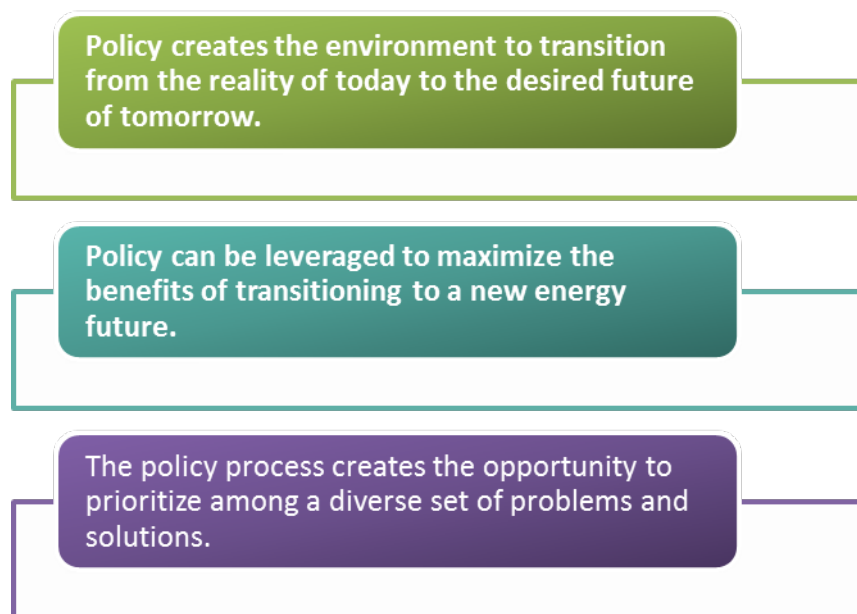 Policy creates the environment to transition
from the reality of today to the desired future
of tomorrow.
Policy can be leveraged to maximize the
benefits of transitioning to a new energy
future.
The policy process creates the opportunity to
prioritize among a diverse set of problems and
solutions.